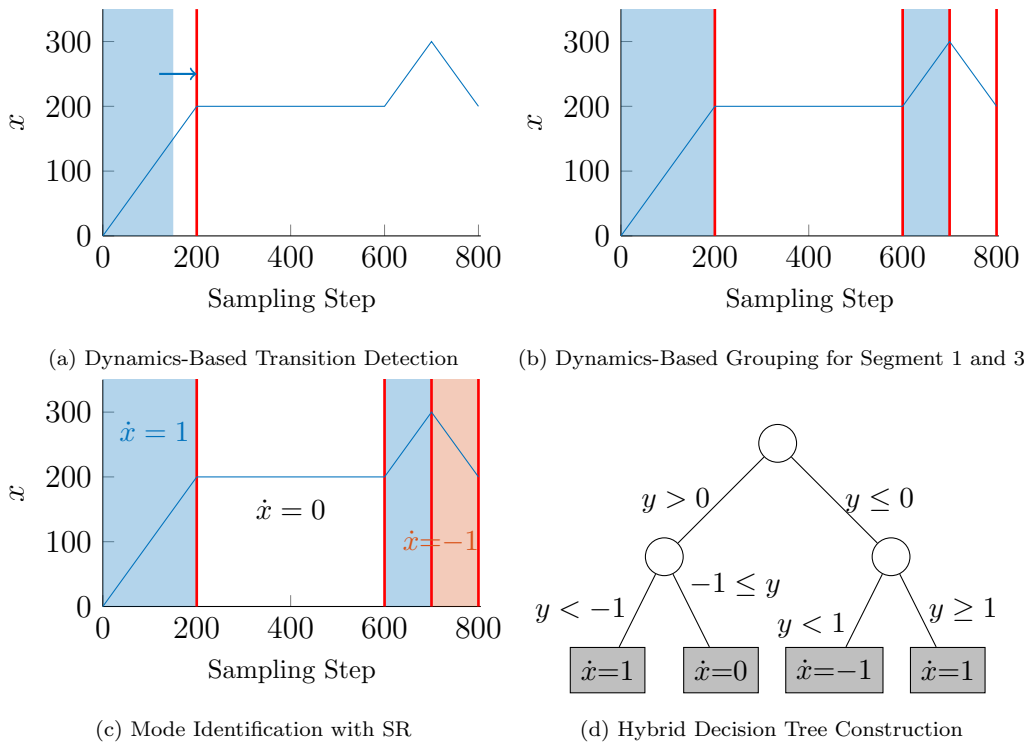 300
200
100
0
x
0 200 400 600 800
Sampling Step
(a) Dynamics-Based Transition Detection
300
200
100
0
x
0 200 400 600 800
Sampling Step
(b) Dynamics-Based Grouping for Segment 1 and 3
300
200
100
0
x
ẋ = 1
ẋ = 0
ẋ=−1
0 200 400 600 800
Sampling Step
(c) Mode Identification with SR
y > 0 y ≤ 0
y < −1 −1 ≤ y y < 1 y ≥ 1
ẋ=1 ẋ=0 ẋ=−1 ẋ=1
(d) Hybrid Decision Tree Construction